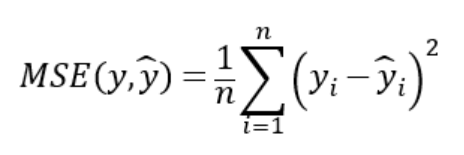 MSE(y,ŷ) = 1/n ∑_{i=1}^{n} (y_i − ŷ_i)^2